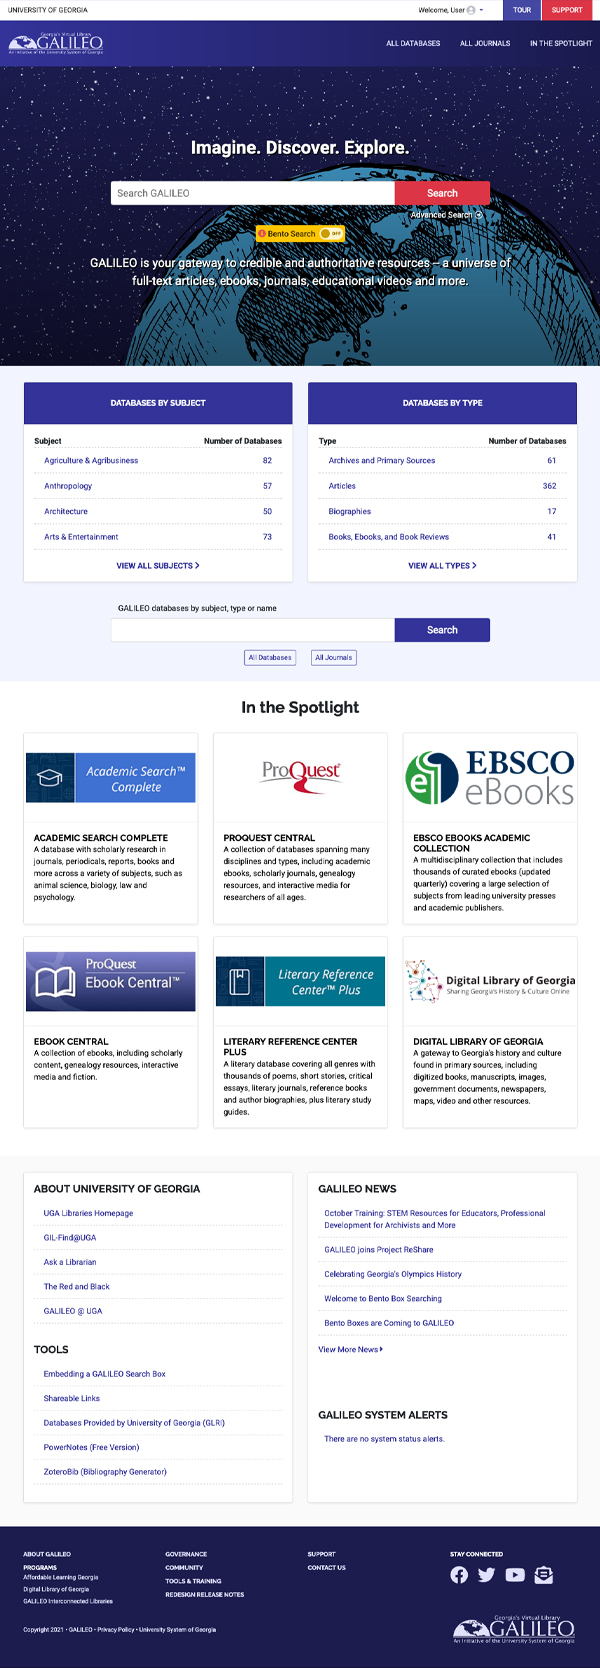 UNIVERSITY OF GEORGIA
Welcome, User
TOUR
SUPPORT
Georgia's Virtual Library
GALILEO
An Initiative of the University System of Georgia
ALL DATABASES
ALL JOURNALS
IN THE SPOTLIGHT
Imagine. Discover. Explore.
Search GALILEO
Search
Advanced Search
Bento Search OFF
GALILEO is your gateway to credible and authoritative resources – a universe of
full-text articles, ebooks, journals, educational videos and more.
DATABASES BY SUBJECT
Subject Number of Databases
Agriculture & Agribusiness 82
Anthropology 57
Architecture 50
Arts & Entertainment 73
VIEW ALL SUBJECTS
DATABASES BY TYPE
Type Number of Databases
Archives and Primary Sources 61
Articles 362
Biographies 17
Books, Ebooks, and Book Reviews 41
VIEW ALL TYPES
GALILEO databases by subject, type or name
Search
All Databases
All Journals
In the Spotlight
Academic Search™
Complete
ACADEMIC SEARCH COMPLETE
A database with scholarly research in
journals, periodicals, reports, books and
more across a variety of subjects, such as
animal science, biology, law and
psychology.
ProQuest
PROQUEST CENTRAL
A collection of databases spanning many
disciplines and types, including academic
ebooks, scholarly journals, genealogy
resources, and interactive media for
researchers of all ages.
EBSCO
eBooks
EBSCO EBOOKS ACADEMIC
COLLECTION
A multidisciplinary collection that includes
thousands of curated ebooks (updated
quarterly) covering a large selection of
subjects from leading university presses
and academic publishers.
ProQuest
Ebook Central™
EBOOK CENTRAL
A collection of ebooks, including scholarly
content, genealogy resources, interactive
media and fiction.
Literary Reference
Center™ Plus
LITERARY REFERENCE CENTER
PLUS
A literary database covering all genres with
thousands of poems, short stories, critical
essays, literary journals, reference books
and author biographies, plus literary study
guides.
Digital Library of Georgia
Sharing Georgia's History & Culture Online
DIGITAL LIBRARY OF GEORGIA
A gateway to Georgia's history and culture
found in primary sources, including
digitized books, manuscripts, images,
government documents, newspapers,
maps, video and other resources.
ABOUT UNIVERSITY OF GEORGIA
UGA Libraries Homepage
GIL-Find@UGA
Ask a Librarian
The Red and Black
GALILEO @ UGA
TOOLS
Embedding a GALILEO Search Box
Shareable Links
Databases Provided by University of Georgia (GLRI)
PowerNotes (Free Version)
ZoteroBib (Bibliography Generator)
GALILEO NEWS
October Training: STEM Resources for Educators, Professional
Development for Archivists and More
GALILEO joins Project ReShare
Celebrating Georgia's Olympics History
Welcome to Bento Box Searching
Bento Boxes are Coming to GALILEO
View More News
GALILEO SYSTEM ALERTS
There are no system status alerts.
ABOUT GALILEO
PROGRAMS
Affordable Learning Georgia
Digital Library of Georgia
GALILEO Interconnected Libraries
GOVERNANCE
COMMUNITY
TOOLS & TRAINING
REDESIGN RELEASE NOTES
SUPPORT
CONTACT US
STAY CONNECTED
Georgia's Virtual Library
GALILEO
An Initiative of the University System of Georgia
Copyright 2021 • GALILEO • Privacy Policy • University System of Georgia